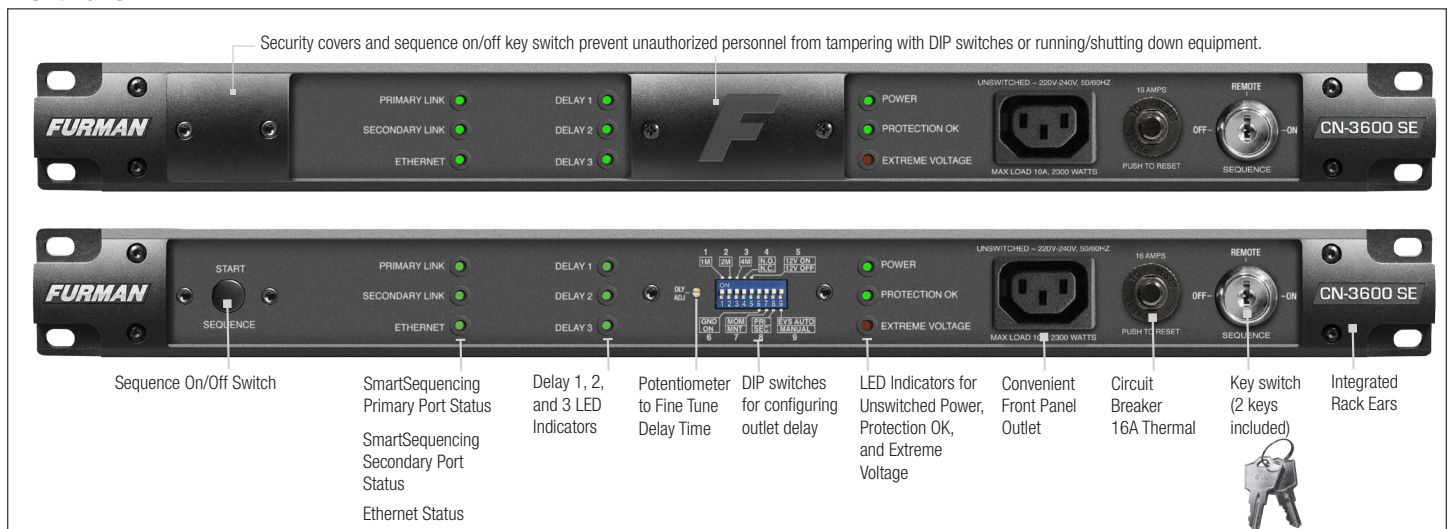 Security covers and sequence on/off key switch prevent unauthorized personnel from tampering with DIP switches or running/shutting down equipment.
FURMAN
PRIMARY LINK
SECONDARY LINK
ETHERNET
DELAY 1
DELAY 2
DELAY 3
F
POWER
PROTECTION OK
EXTREME VOLTAGE
UNSWITCHED ~ 220V-240V, 50/60HZ
MAX LOAD 10A, 2300 WATTS
16 AMPS
PUSH TO RESET
REMOTE
OFF- -ON
SEQUENCE
CN-3600 SE
FURMAN
START
SEQUENCE
PRIMARY LINK
SECONDARY LINK
ETHERNET
DELAY 1
DELAY 2
DELAY 3
DLY
ADJ
1 2 3 4 5
1M 2M 4M N.O. 12V ON
N.C. 12V OFF
ON
1 2 3 4 5 6 7 8 9
GND MOM PRI EVS AUTO
ON MNT SEC MANUAL
6 7 8 9
POWER
PROTECTION OK
EXTREME VOLTAGE
UNSWITCHED ~ 220V-240V, 50/60HZ
MAX LOAD 10A, 2300 WATTS
16 AMPS
PUSH TO RESET
REMOTE
OFF- -ON
SEQUENCE
CN-3600 SE
Sequence On/Off Switch
SmartSequencing
Primary Port Status
SmartSequencing
Secondary Port
Status
Ethernet Status
Delay 1, 2,
and 3 LED
Indicators
Potentiometer
to Fine Tune
Delay Time
DIP switches
for configuring
outlet delay
LED Indicators for
Unswitched Power,
Protection OK,
and Extreme
Voltage
Convenient
Front Panel
Outlet
Circuit
Breaker
16A Thermal
Key switch
(2 keys
included)
Integrated
Rack Ears